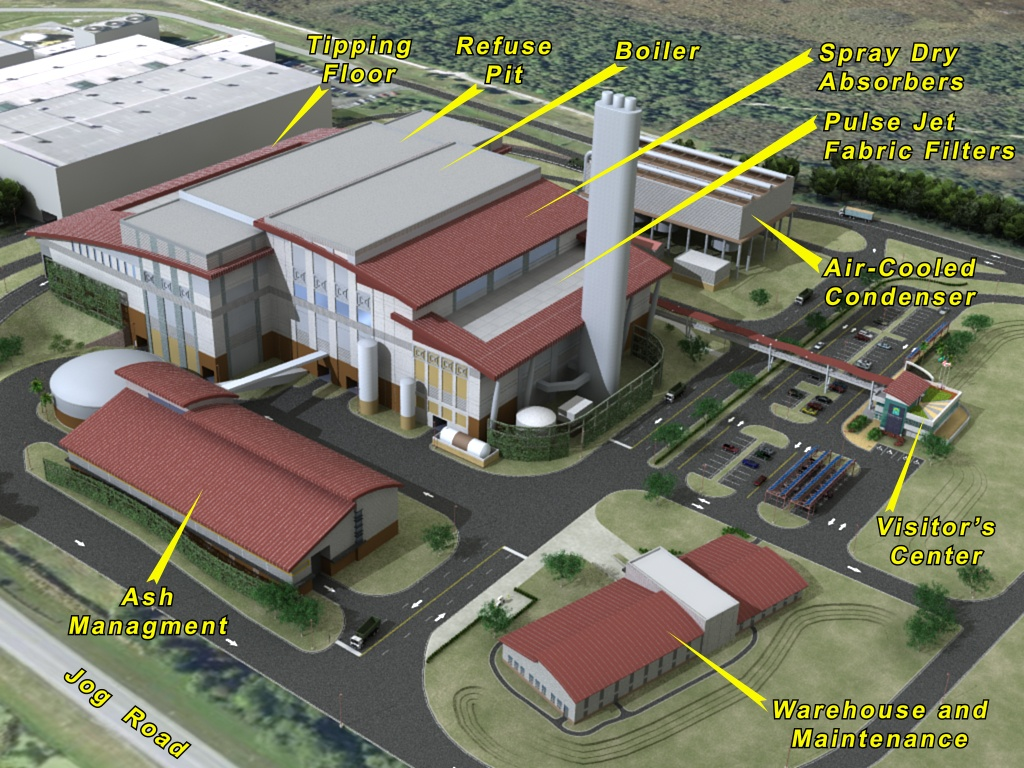 Tipping
Floor
Refuse
Pit
Boiler
Spray Dry
Absorbers
Pulse Jet
Fabric Filters
Air-Cooled
Condenser
Visitor's
Center
Ash
Managment
Jog Road
Warehouse and
Maintenance